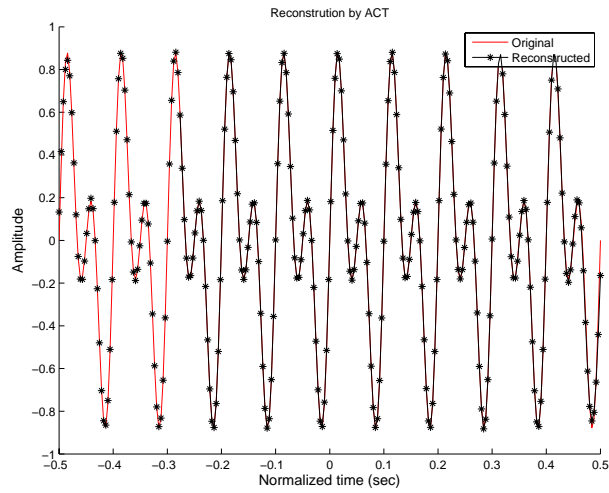 Reconstrution by ACT
Original
Reconstructed
Amplitude
1
0.8
0.6
0.4
0.2
0
−0.2
−0.4
−0.6
−0.8
−1
−0.5 −0.4 −0.3 −0.2 −0.1 0 0.1 0.2 0.3 0.4 0.5
Normalized time (sec)